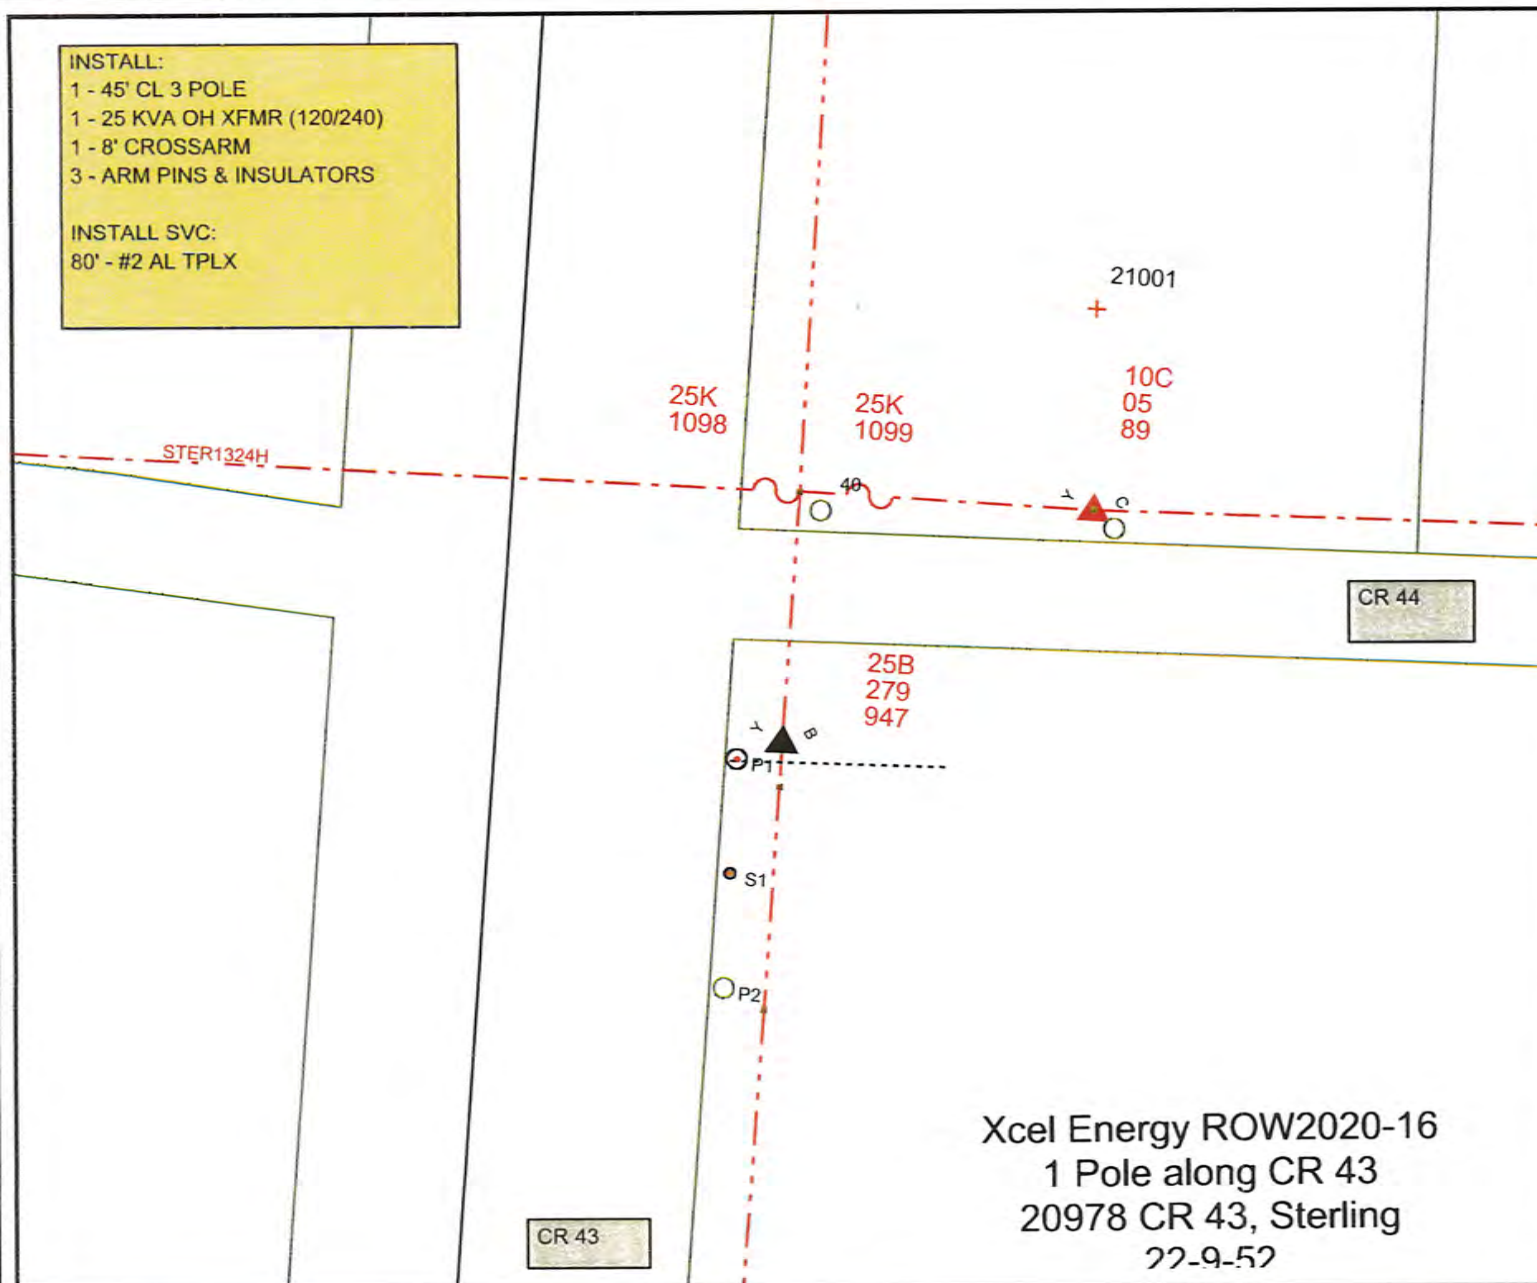 INSTALL:
1 - 45' CL 3 POLE
1 - 25 KVA OH XFMR (120/240)
1 - 8' CROSSARM
3 - ARM PINS & INSULATORS
INSTALL SVC:
80' - #2 AL TPLX
21001
10C
05
89
25K
1098
25K
1099
STER1324H
40
Y
C
CR 44
25B
279
947
Y
B
P1
S1
P2
CR 43
Xcel Energy ROW2020-16
1 Pole along CR 43
20978 CR 43, Sterling
22-9-52